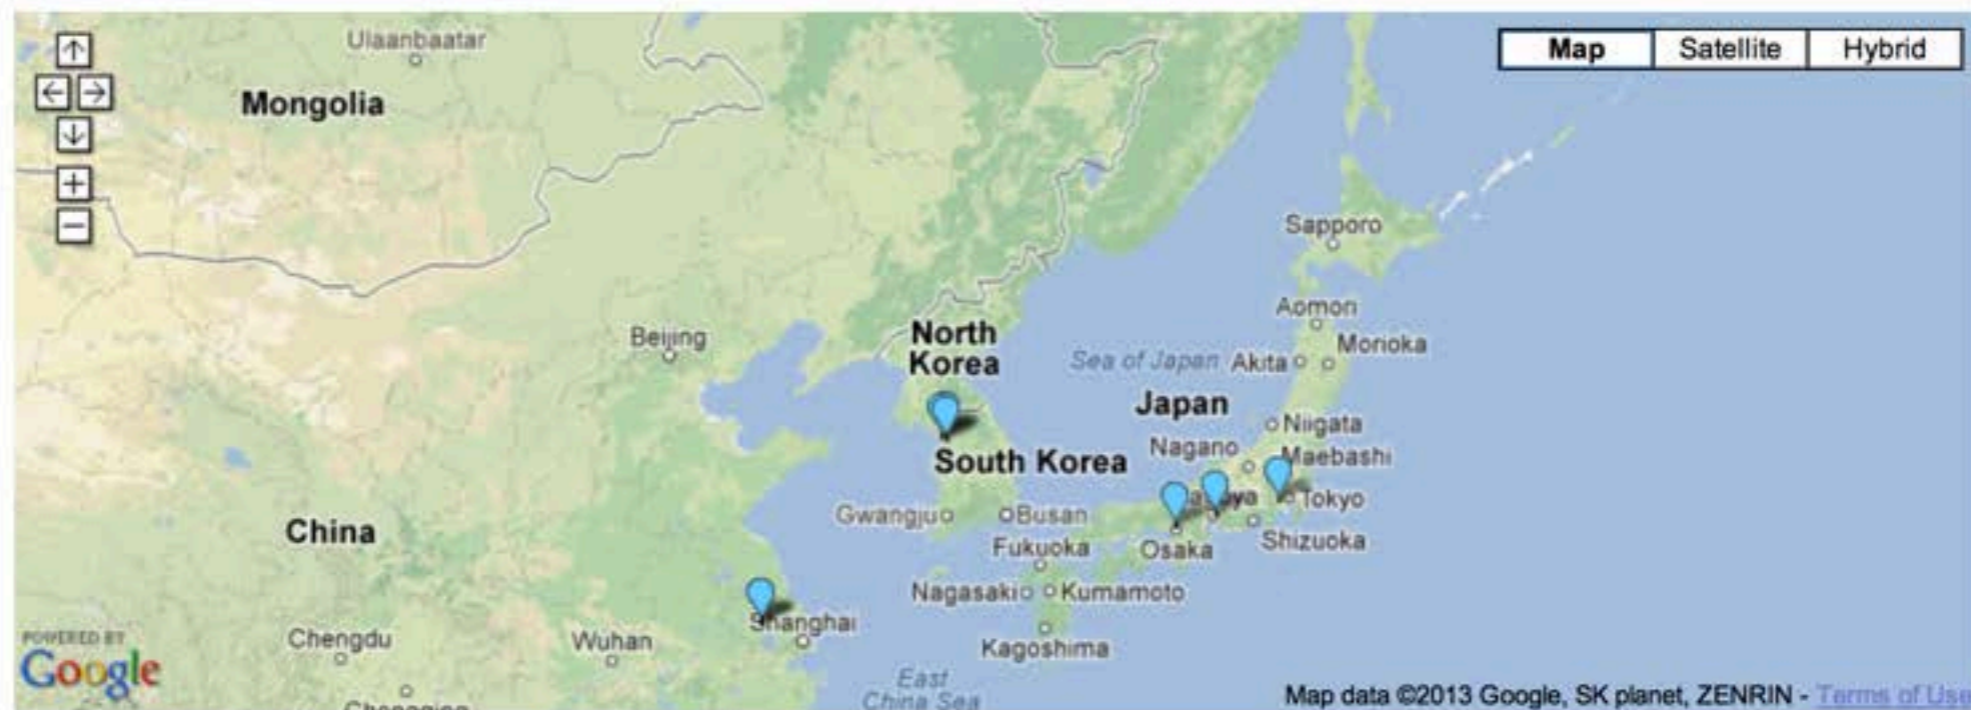 Ulaanbaatar
Map Satellite Hybrid
Mongolia
Sapporo
Aomori
Beijing
North
Korea
Morioka
Sea of Japan
Akita
Japan
Niigata
Nagano
Maebashi
South Korea
Tokyo
Gwangju
Busan
China
Shizuoka
Fukuoka
Osaka
Nagasaki
Kumamoto
Shanghai
Chengdu
Wuhan
Kagoshima
POWERED BY
Google
East
China Sea
Map data ©2013 Google, SK planet, ZENRIN - Terms of Use